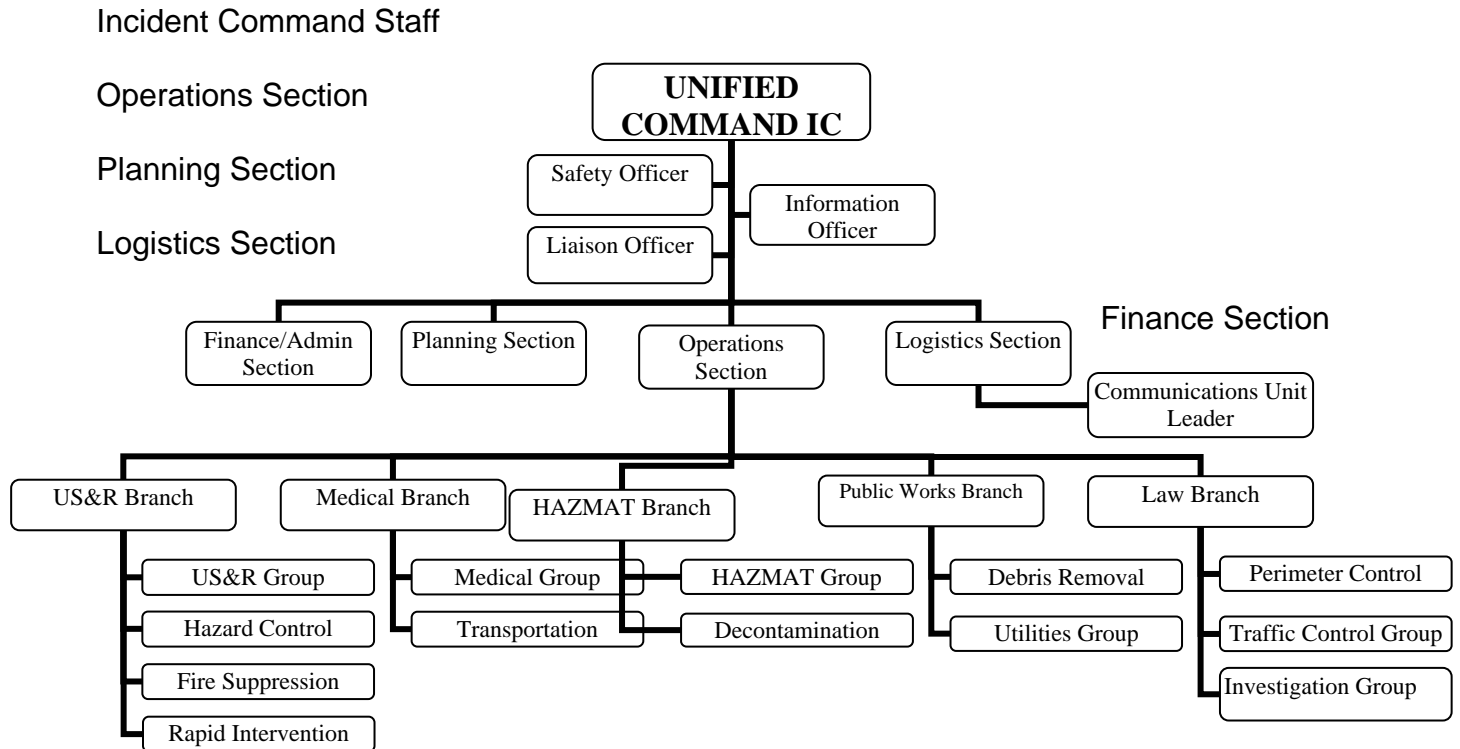 Incident Command Staff
Operations Section
Planning Section
Logistics Section
UNIFIED
COMMAND IC
Safety Officer
Information
Officer
Liaison Officer
Finance/Admin
Section
Planning Section
Operations
Section
Logistics Section
Finance Section
Communications Unit
Leader
US&R Branch
Medical Branch
HAZMAT Branch
Public Works Branch
Law Branch
US&R Group
Hazard Control
Fire Suppression
Rapid Intervention
Medical Group
Transportation
HAZMAT Group
Decontamination
Debris Removal
Utilities Group
Perimeter Control
Traffic Control Group
Investigation Group